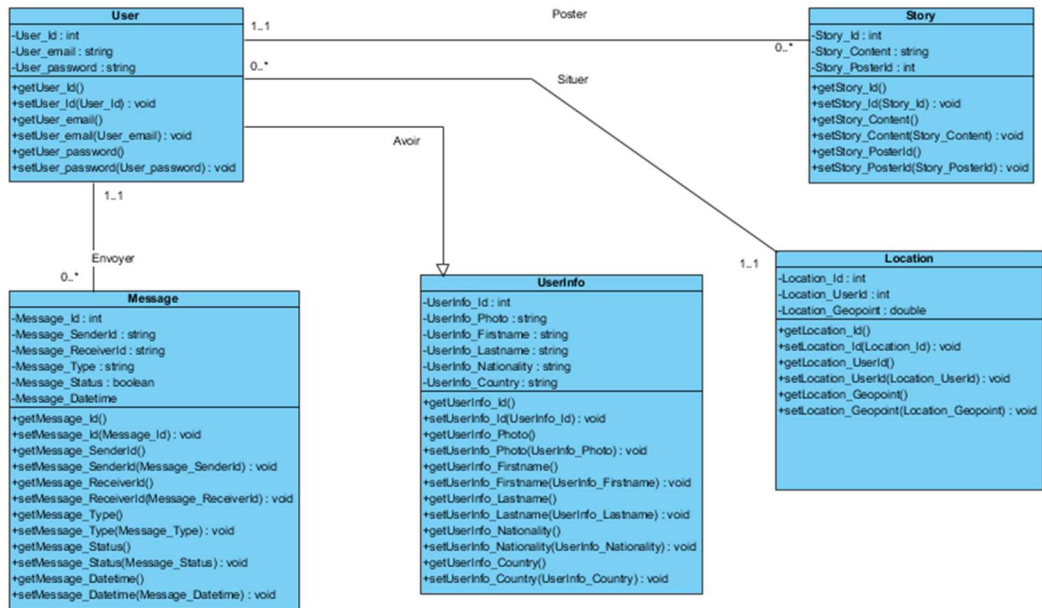 User
-User_Id : int
-User_email : string
-User_password : string
+getUser_Id()
+setUser_Id(User_Id) : void
+getUser_email()
+setUser_email(User_email) : void
+getUser_password()
+setUser_password(User_password) : void
1..1
Poster
0..*
Story
-Story_Id : int
-Story_Content : string
-Story_PosterId : int
+getStory_Id()
+setStory_Id(Story_Id) : void
+getStory_Content()
+setStory_Content(Story_Content) : void
+getStory_PosterId()
+setStory_PosterId(Story_PosterId) : void
0..*
Situer
1..1
Avoir
1..1
Envoyer
0..*
Message
-Message_Id : int
-Message_SenderId : string
-Message_ReceiverId : string
-Message_Type : string
-Message_Status : boolean
-Message_Datetime
+getMessage_Id()
+setMessage_Id(Message_Id) : void
+getMessage_SenderId()
+setMessage_SenderId(Message_SenderId) : void
+getMessage_ReceiverId()
+setMessage_ReceiverId(Message_ReceiverId) : void
+getMessage_Type()
+setMessage_Type(Message_Type) : void
+getMessage_Status()
+setMessage_Status(Message_Status) : void
+getMessage_Datetime()
+setMessage_Datetime(Message_Datetime) : void
UserInfo
-UserInfo_Id : int
-UserInfo_Photo : string
-UserInfo_Firstname : string
-UserInfo_Lastname : string
-UserInfo_Nationality : string
-UserInfo_Country : string
+getUserInfo_Id()
+setUserInfo_Id(UserInfo_Id) : void
+getUserInfo_Photo()
+setUserInfo_Photo(UserInfo_Photo) : void
+getUserInfo_Firstname()
+setUserInfo_Firstname(UserInfo_Firstname) : void
+getUserInfo_Lastname()
+setUserInfo_Lastname(UserInfo_Lastname) : void
+getUserInfo_Nationality()
+setUserInfo_Nationality(UserInfo_Nationality) : void
+getUserInfo_Country()
+setUserInfo_Country(UserInfo_Country) : void
Location
-Location_Id : int
-Location_UserId : int
-Location_Geopoint : double
+getLocation_Id()
+setLocation_Id(Location_Id) : void
+getLocation_UserId()
+setLocation_UserId(Location_UserId) : void
+getLocation_Geopoint()
+setLocation_Geopoint(Location_Geopoint) : void